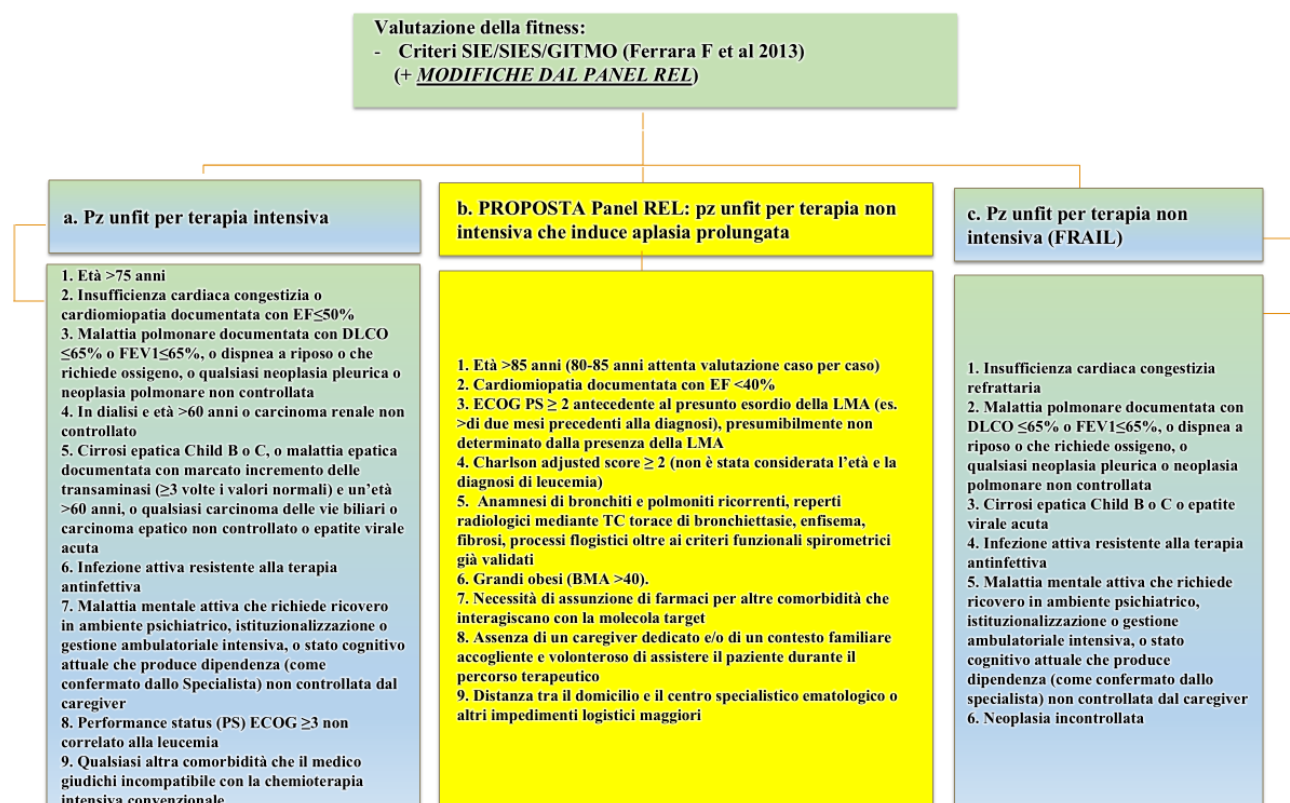 Valutazione della fitness:
- Criteri SIE/SIES/GITMO (Ferrara F et al 2013)
(+ MODIFICHE DAL PANEL REL)
a. Pz unfit per terapia intensiva
1. Età >75 anni
2. Insufficienza cardiaca congestizia o
cardiomiopatia documentata con EF≤50%
3. Malattia polmonare documentata con DLCO
≤65% o FEV1≤65%, o dispnea a riposo o che
richiede ossigeno, o qualsiasi neoplasia pleurica o
neoplasia polmonare non controllata
4. In dialisi e età >60 anni o carcinoma renale non
controllato
5. Cirrosi epatica Child B o C, o malattia epatica
documentata con marcato incremento delle
transaminasi (≥3 volte i valori normali) e un'età
>60 anni, o qualsiasi carcinoma delle vie biliari o
carcinoma epatico non controllato o epatite virale
acuta
6. Infezione attiva resistente alla terapia
antinfettiva
7. Malattia mentale attiva che richiede ricovero
in ambiente psichiatrico, istituzionalizzazione o
gestione ambulatoriale intensiva, o stato cognitivo
attuale che produce dipendenza (come
confermato dallo Specialista) non controllata dal
caregiver
8. Performance status (PS) ECOG ≥3 non
correlato alla leucemia
9. Qualsiasi altra comorbidità che il medico
giudichi incompatibile con la chemioterapia
intensiva convenzionale
b. PROPOSTA Panel REL: pz unfit per terapia non
intensiva che induce aplasia prolungata
1. Età >85 anni (80-85 anni attenta valutazione caso per caso)
2. Cardiomiopatia documentata con EF <40%
3. ECOG PS ≥ 2 antecedente al presunto esordio della LMA (es.
>di due mesi precedenti alla diagnosi), presumibilmente non
determinato dalla presenza della LMA
4. Charlson adjusted score ≥ 2 (non è stata considerata l'età e la
diagnosi di leucemia)
5. Anamnesi di bronchiti e polmoniti ricorrenti, reperti
radiologici mediante TC torace di bronchiettasie, enfisema,
fibrosi, processi flogistici oltre ai criteri funzionali spirometrici
già validati
6. Grandi obesi (BMA >40).
7. Necessità di assunzione di farmaci per altre comorbidità che
interagiscano con la molecola target
8. Assenza di un caregiver dedicato e/o di un contesto familiare
accogliente e volonteroso di assistere il paziente durante il
percorso terapeutico
9. Distanza tra il domicilio e il centro specialistico ematologico o
altri impedimenti logistici maggiori
c. Pz unfit per terapia non
intensiva (FRAIL)
1. Insufficienza cardiaca congestizia
refrattaria
2. Malattia polmonare documentata con
DLCO ≤65% o FEV1≤65%, o dispnea a
riposo o che richiede ossigeno, o
qualsiasi neoplasia pleurica o neoplasia
polmonare non controllata
3. Cirrosi epatica Child B o C o epatite
virale acuta
4. Infezione attiva resistente alla terapia
antinfettiva
5. Malattia mentale attiva che richiede
ricovero in ambiente psichiatrico,
istituzionalizzazione o gestione
ambulatoriale intensiva, o stato
cognitivo attuale che produce
dipendenza (come confermato dallo
specialista) non controllata dal caregiver
6. Neoplasia incontrollata